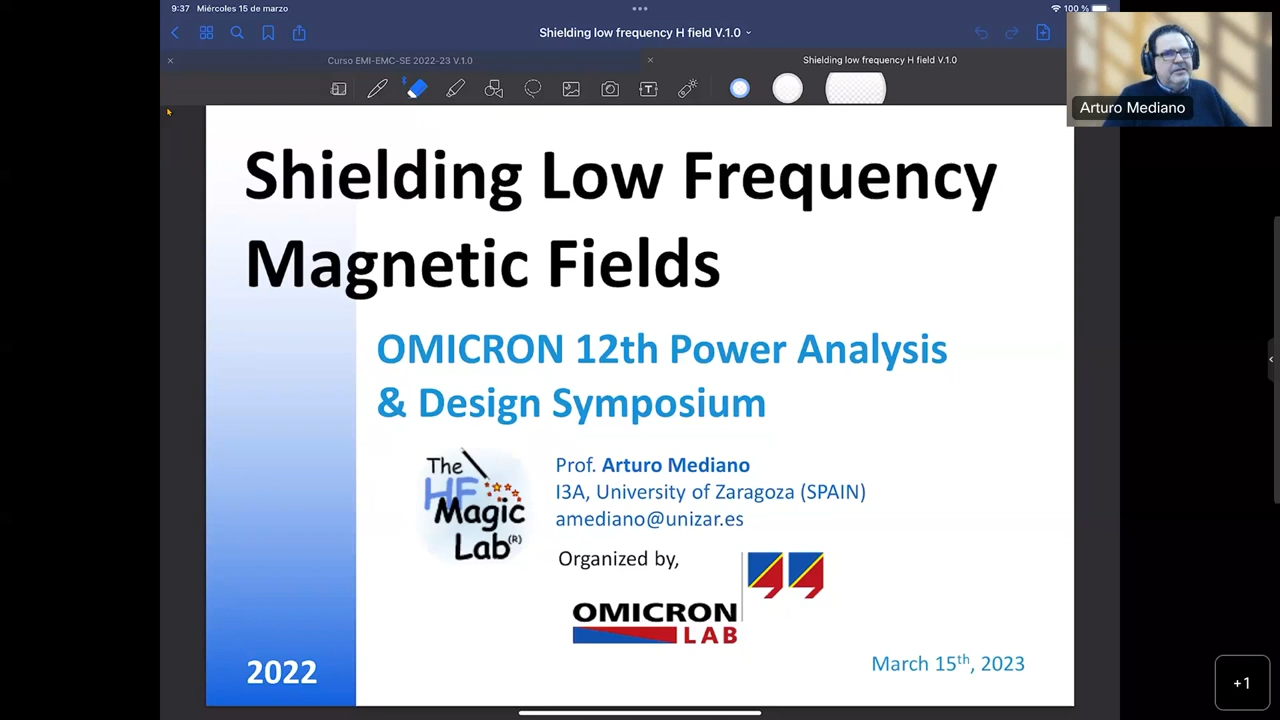 9:37 Miércoles 15 de marzo
100 %
Shielding low frequency H field V.1.0
Curso EMI-EMC-SE 2022-23 V.1.0
Shielding low frequency H field V.1.0
Arturo Mediano
Shielding Low Frequency
Magnetic Fields
OMICRON 12th Power Analysis
& Design Symposium
The
HF
Magic
Lab(R)
Prof. Arturo Mediano
I3A, University of Zaragoza (SPAIN)
amediano@unizar.es
Organized by,
OMICRON
LAB
2022
March 15th, 2023
+1